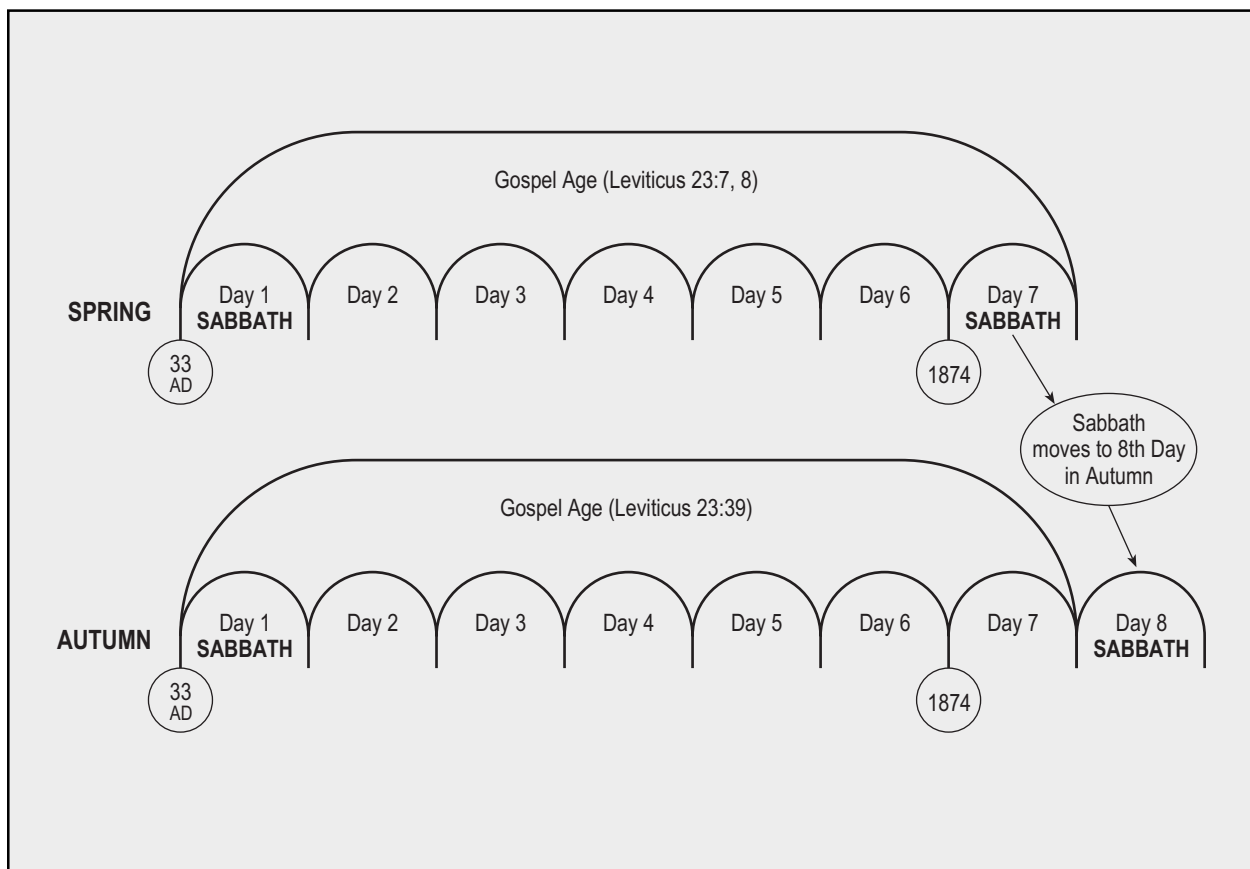 Gospel Age (Leviticus 23:7, 8)
SPRING
Day 1
SABBATH
Day 2
Day 3
Day 4
Day 5
Day 6
Day 7
SABBATH
33
AD
1874
Sabbath
moves to 8th Day
in Autumn
Gospel Age (Leviticus 23:39)
AUTUMN
Day 1
SABBATH
Day 2
Day 3
Day 4
Day 5
Day 6
Day 7
Day 8
SABBATH
33
AD
1874